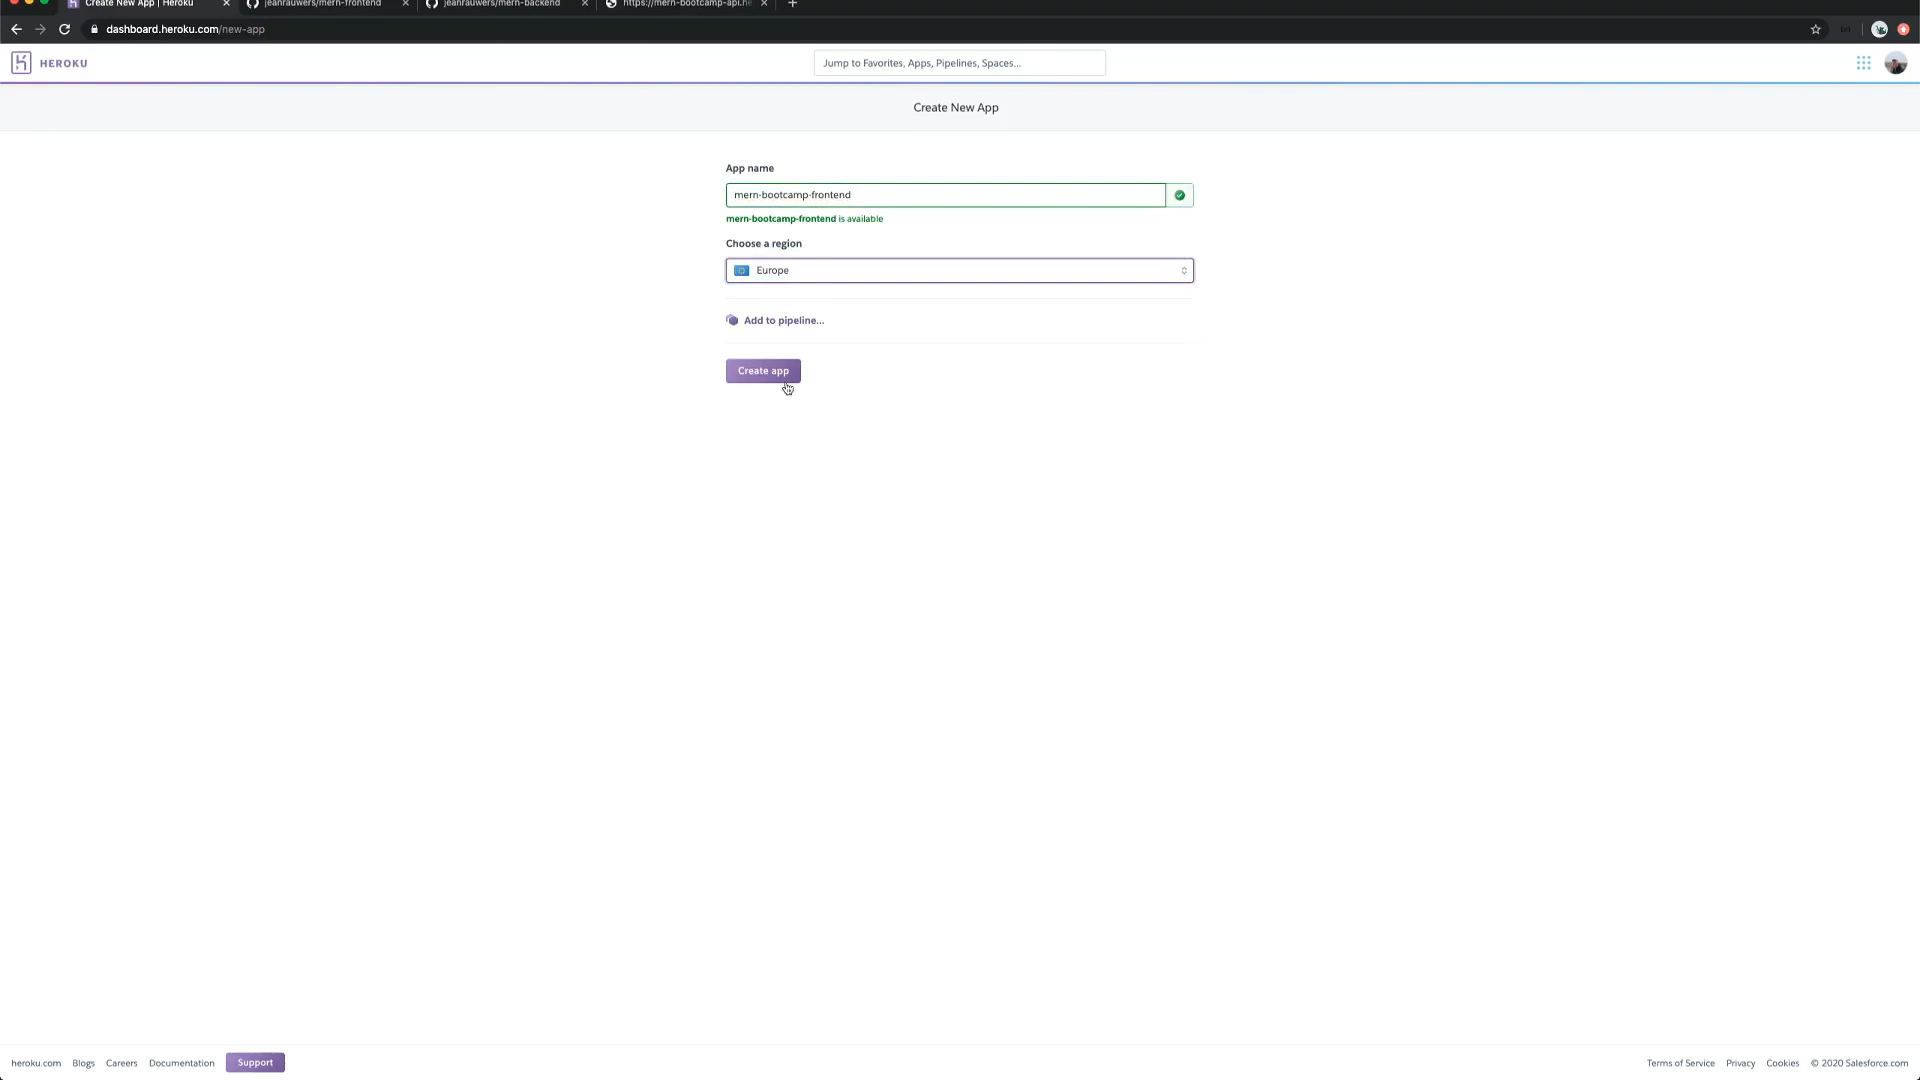 Create New App | Heroku
jeanrauwers/mern-frontend
jeanrauwers/mern-backend
https://mern-bootcamp-api.he
dashboard.heroku.com/new-app
HEROKU
Jump to Favorites, Apps, Pipelines, Spaces...
Create New App
App name
mern-bootcamp-frontend
mern-bootcamp-frontend is available
Choose a region
Europe
Add to pipeline...
Create app
heroku.com Blogs Careers Documentation Support
Terms of Service Privacy Cookies © 2020 Salesforce.com